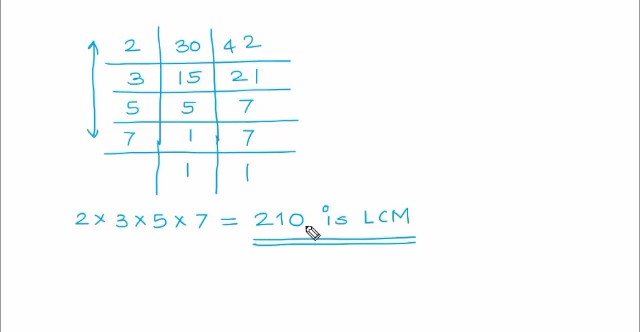 2 30 42
3 15 21
5 5 7
7 1 7
1 1
2 × 3 × 5 × 7 = 210 is LCM